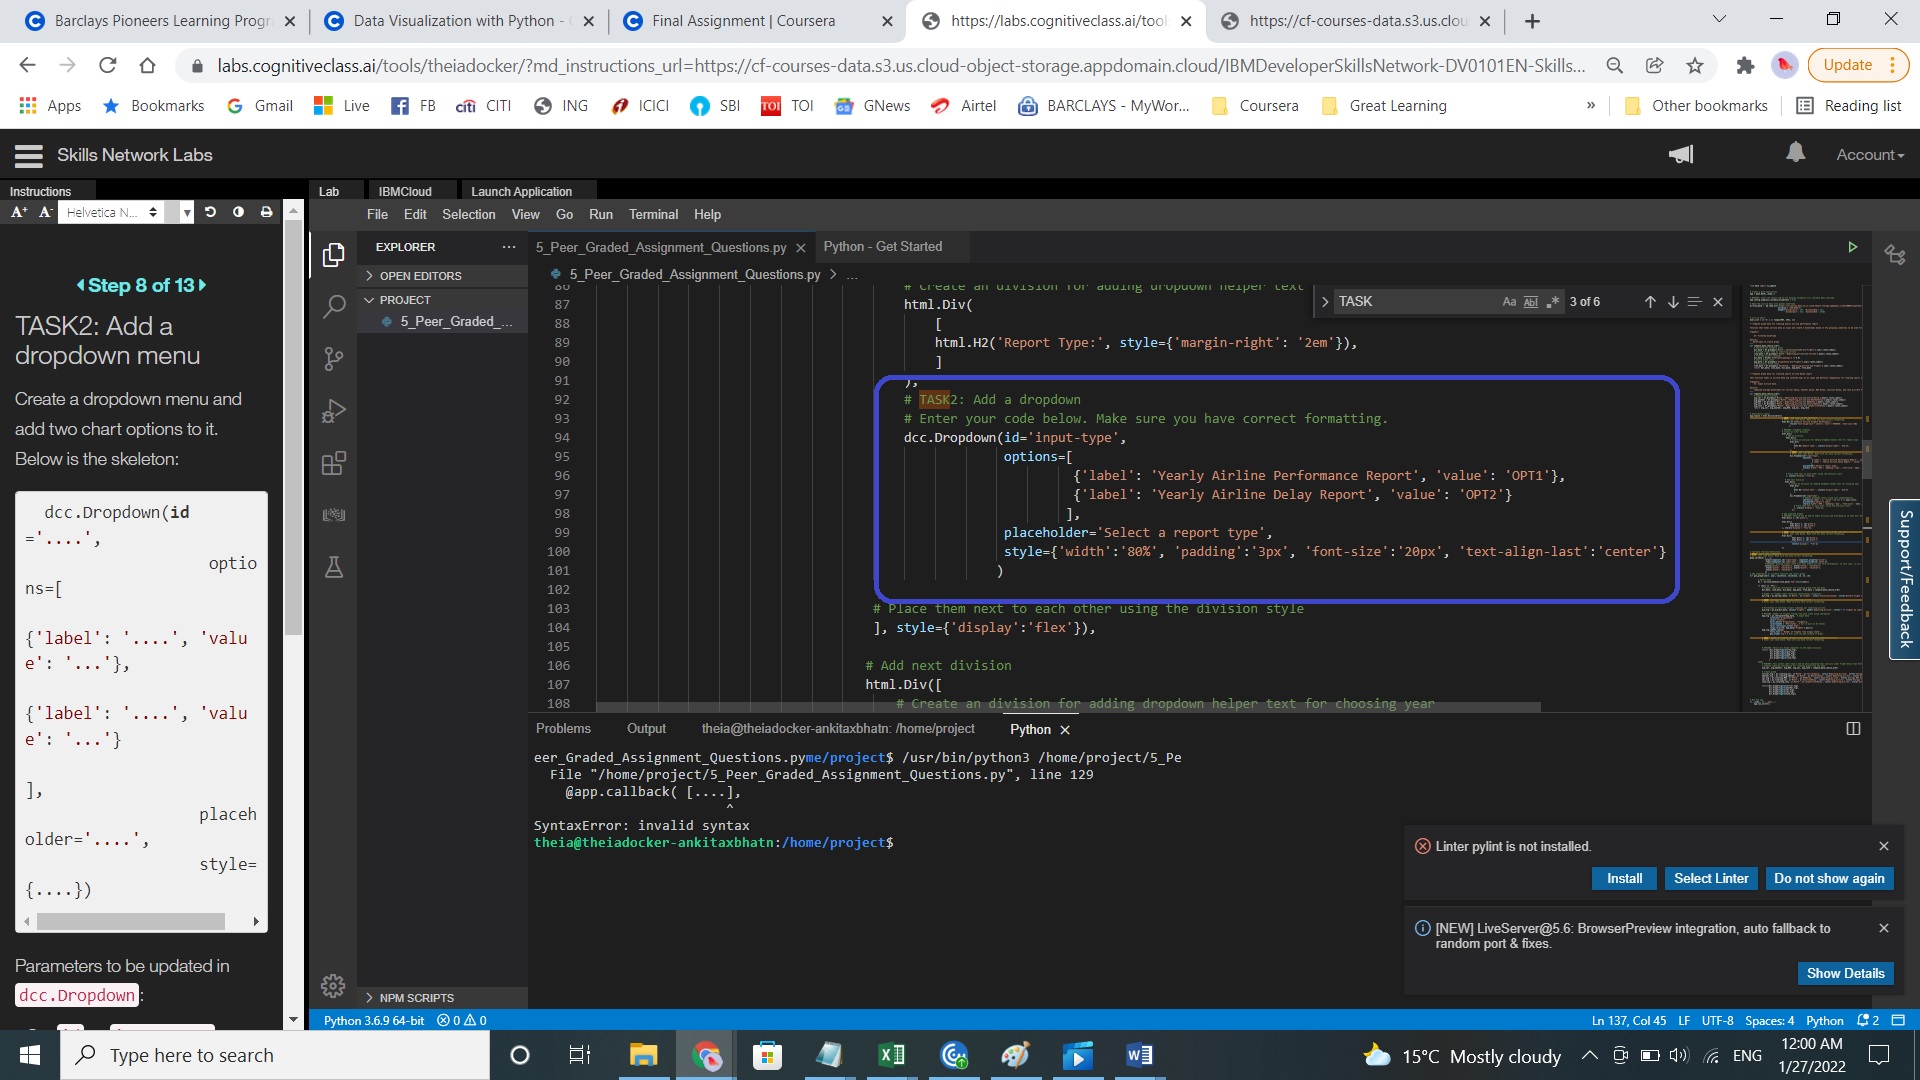 Barclays Pioneers Learning Progr
Data Visualization with Python -
Final Assignment | Coursera
https://labs.cognitiveclass.ai/tool
https://cf-courses-data.s3.us.clou
labs.cognitiveclass.ai/tools/theiadocker/?md_instructions_url=https://cf-courses-data.s3.us.cloud-object-storage.appdomain.cloud/IBMDeveloperSkillsNetwork-DV0101EN-Skills...
Update
Apps Bookmarks Gmail Live FB CITI ING ICICI SBI TOI GNews Airtel BARCLAYS - MyWor... Coursera Great Learning » Other bookmarks Reading list
Skills Network Labs
Account
Instructions
Lab IBMCloud Launch Application
A+ A- Helvetica N...
File Edit Selection View Go Run Terminal Help
EXPLORER ...
OPEN EDITORS
PROJECT
5_Peer_Graded_...
NPM SCRIPTS
◂ Step 8 of 13 ▸
TASK2: Add a
dropdown menu
Create a dropdown menu and
add two chart options to it.
Below is the skeleton:
dcc.Dropdown(id
='....',
optio
ns=[
{'label': '....', 'valu
e': '...'},
{'label': '....', 'valu
e': '...'}
],
placeh
older='....',
style=
{....})
Parameters to be updated in
dcc.Dropdown:
5_Peer_Graded_Assignment_Questions.py
Python - Get Started
5_Peer_Graded_Assignment_Questions.py > ...
TASK
Aa Abl .* 3 of 6
86 # Create an division for adding dropdown helper text
87 html.Div(
88 [
89 html.H2('Report Type:', style={'margin-right': '2em'}),
90 ]
91 ),
92 # TASK2: Add a dropdown
93 # Enter your code below. Make sure you have correct formatting.
94 dcc.Dropdown(id='input-type',
95 options=[
96 {'label': 'Yearly Airline Performance Report', 'value': 'OPT1'},
97 {'label': 'Yearly Airline Delay Report', 'value': 'OPT2'}
98 ],
99 placeholder='Select a report type',
100 style={'width':'80%', 'padding':'3px', 'font-size':'20px', 'text-align-last':'center'}
101 )
102
103 # Place them next to each other using the division style
104 ], style={'display':'flex'}),
105
106 # Add next division
107 html.Div([
108 # Create an division for adding dropdown helper text for choosing year
Problems Output theia@theiadocker-ankitaxbhatn: /home/project Python
eer_Graded_Assignment_Questions.pyme/project$ /usr/bin/python3 /home/project/5_Pe
File "/home/project/5_Peer_Graded_Assignment_Questions.py", line 129
@app.callback( [....],
^
SyntaxError: invalid syntax
theia@theiadocker-ankitaxbhatn:/home/project$
Linter pylint is not installed.
Install Select Linter Do not show again
[NEW] LiveServer@5.6: BrowserPreview integration, auto fallback to
random port & fixes.
Show Details
Support/Feedback
Python 3.6.9 64-bit 0 0
Ln 137, Col 45 LF UTF-8 Spaces: 4 Python 2
Type here to search
15°C Mostly cloudy
ENG
12:00 AM
1/27/2022